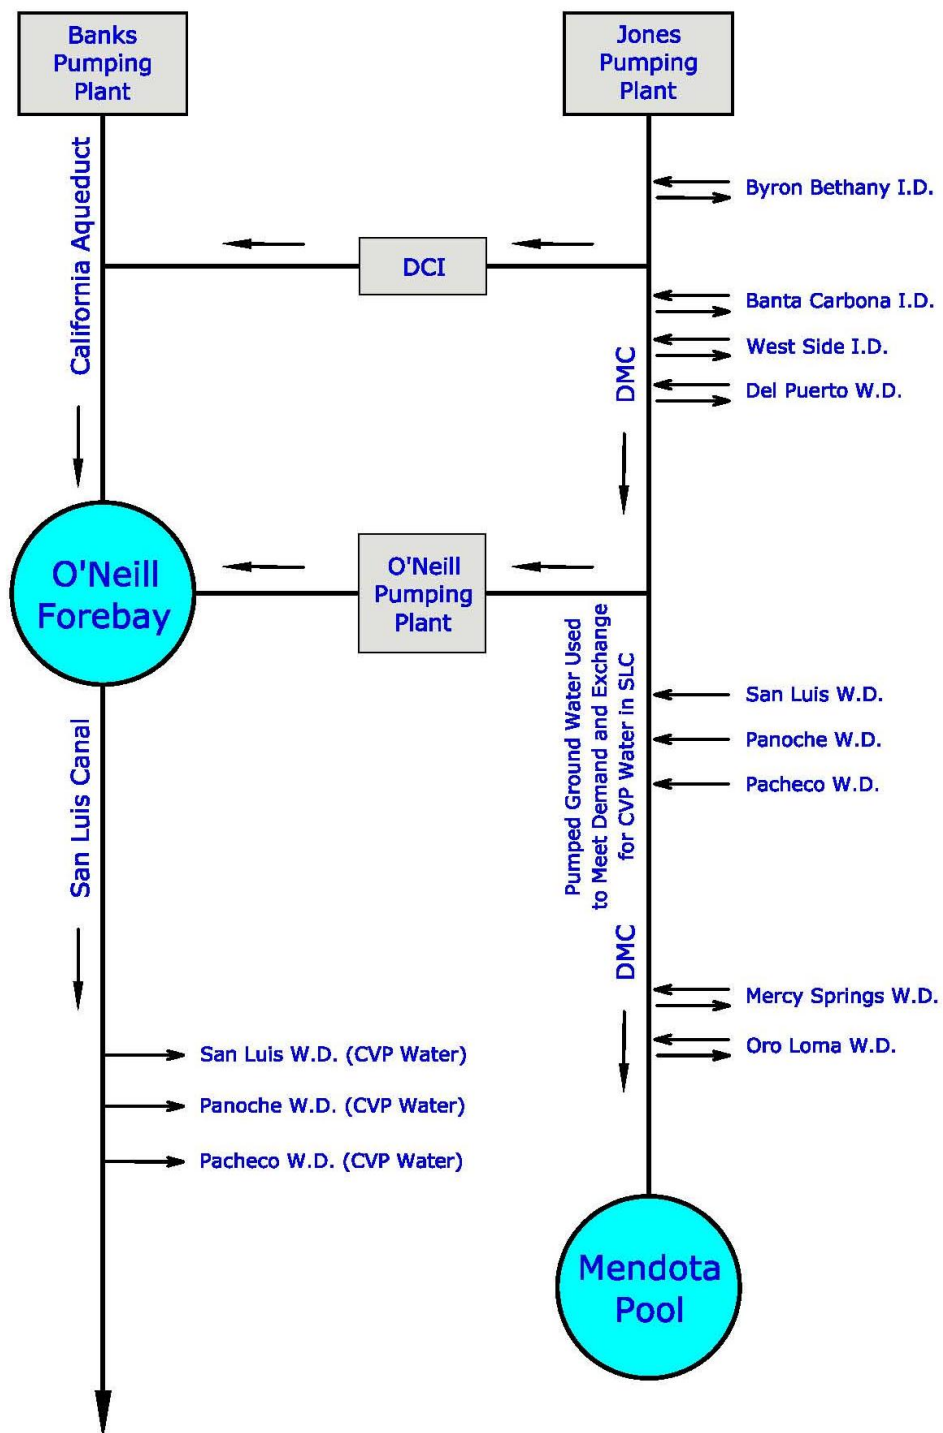 Banks
Pumping
Plant
Jones
Pumping
Plant
California Aqueduct
Byron Bethany I.D.
DCI
Banta Carbona I.D.
West Side I.D.
Del Puerto W.D.
DMC
O'Neill
Forebay
O'Neill
Pumping
Plant
Pumped Ground Water Used
to Meet Demand and Exchange
for CVP Water in SLC
San Luis W.D.
Panoche W.D.
Pacheco W.D.
San Luis Canal
DMC
Mercy Springs W.D.
Oro Loma W.D.
San Luis W.D. (CVP Water)
Panoche W.D. (CVP Water)
Pacheco W.D. (CVP Water)
Mendota
Pool